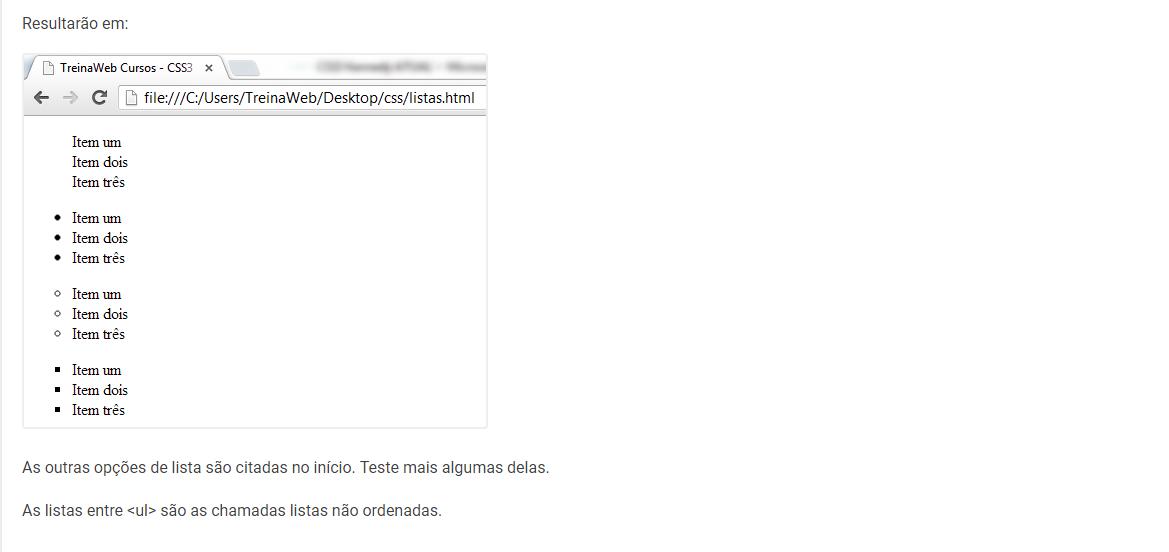 Resultarão em:
TreinaWeb Cursos - CSS3
file:///C:/Users/TreinaWeb/Desktop/css/listas.html
Item um
Item dois
Item três
Item um
Item dois
Item três
Item um
Item dois
Item três
Item um
Item dois
Item três
As outras opções de lista são citadas no início. Teste mais algumas delas.
As listas entre <ul> são as chamadas listas não ordenadas.